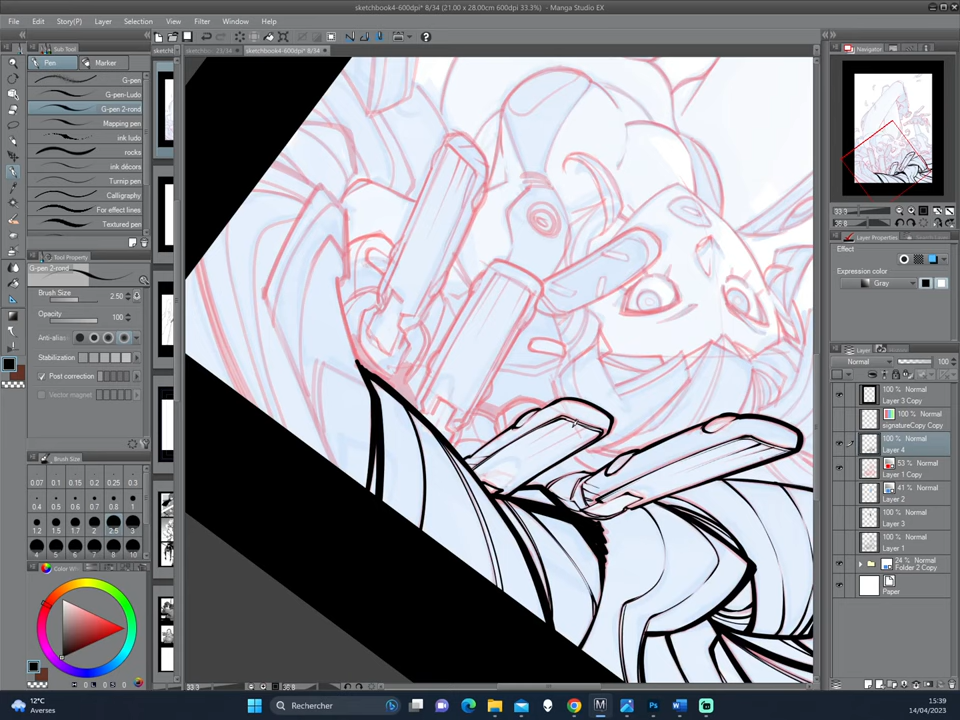 sketchbook4-600dpi* 8/34 (21.00 x 28.00cm 600dpi 33.3%) - Manga Studio EX
File Edit Story(P) Layer Selection View Filter Window Help
Sub Tool
sketchbook4-600dpi* 8/34
Navigator
Pen Marker
G-pen
G-pen-Ludo
G-pen 2-rond
Mapping pen
ink ludo
rocks
ink décors
Turnip pen
Calligraphy
For effect lines
Textured pen
33.3
36.8
Layer Properties
Effect
Expression color
Gray
Tool Property
G-pen 2-rond
Brush Size 2.50
Opacity 100
Anti-alias
Stabilization
Post correction
Vector magnet
Layer
Normal 100
100 % Normal
Layer 3 Copy
100 % Normal
signatureCopy Copy
100 % Normal
Layer 4
53 % Normal
Layer 1 Copy
41 % Normal
Layer 2
100 % Normal
Layer 3
100 % Normal
Layer 1
24 % Normal
Folder 2 Copy
Paper
Brush Size
0.07 0.1 0.15 0.2 0.25 0.3
0.4 0.5 0.6 0.7 0.8 1
1.2 1.5 1.7 2 2.5 3
4 5 6 7 8 10
33.3 36.8
12°C
Averses
Rechercher
15:39
14/04/2023